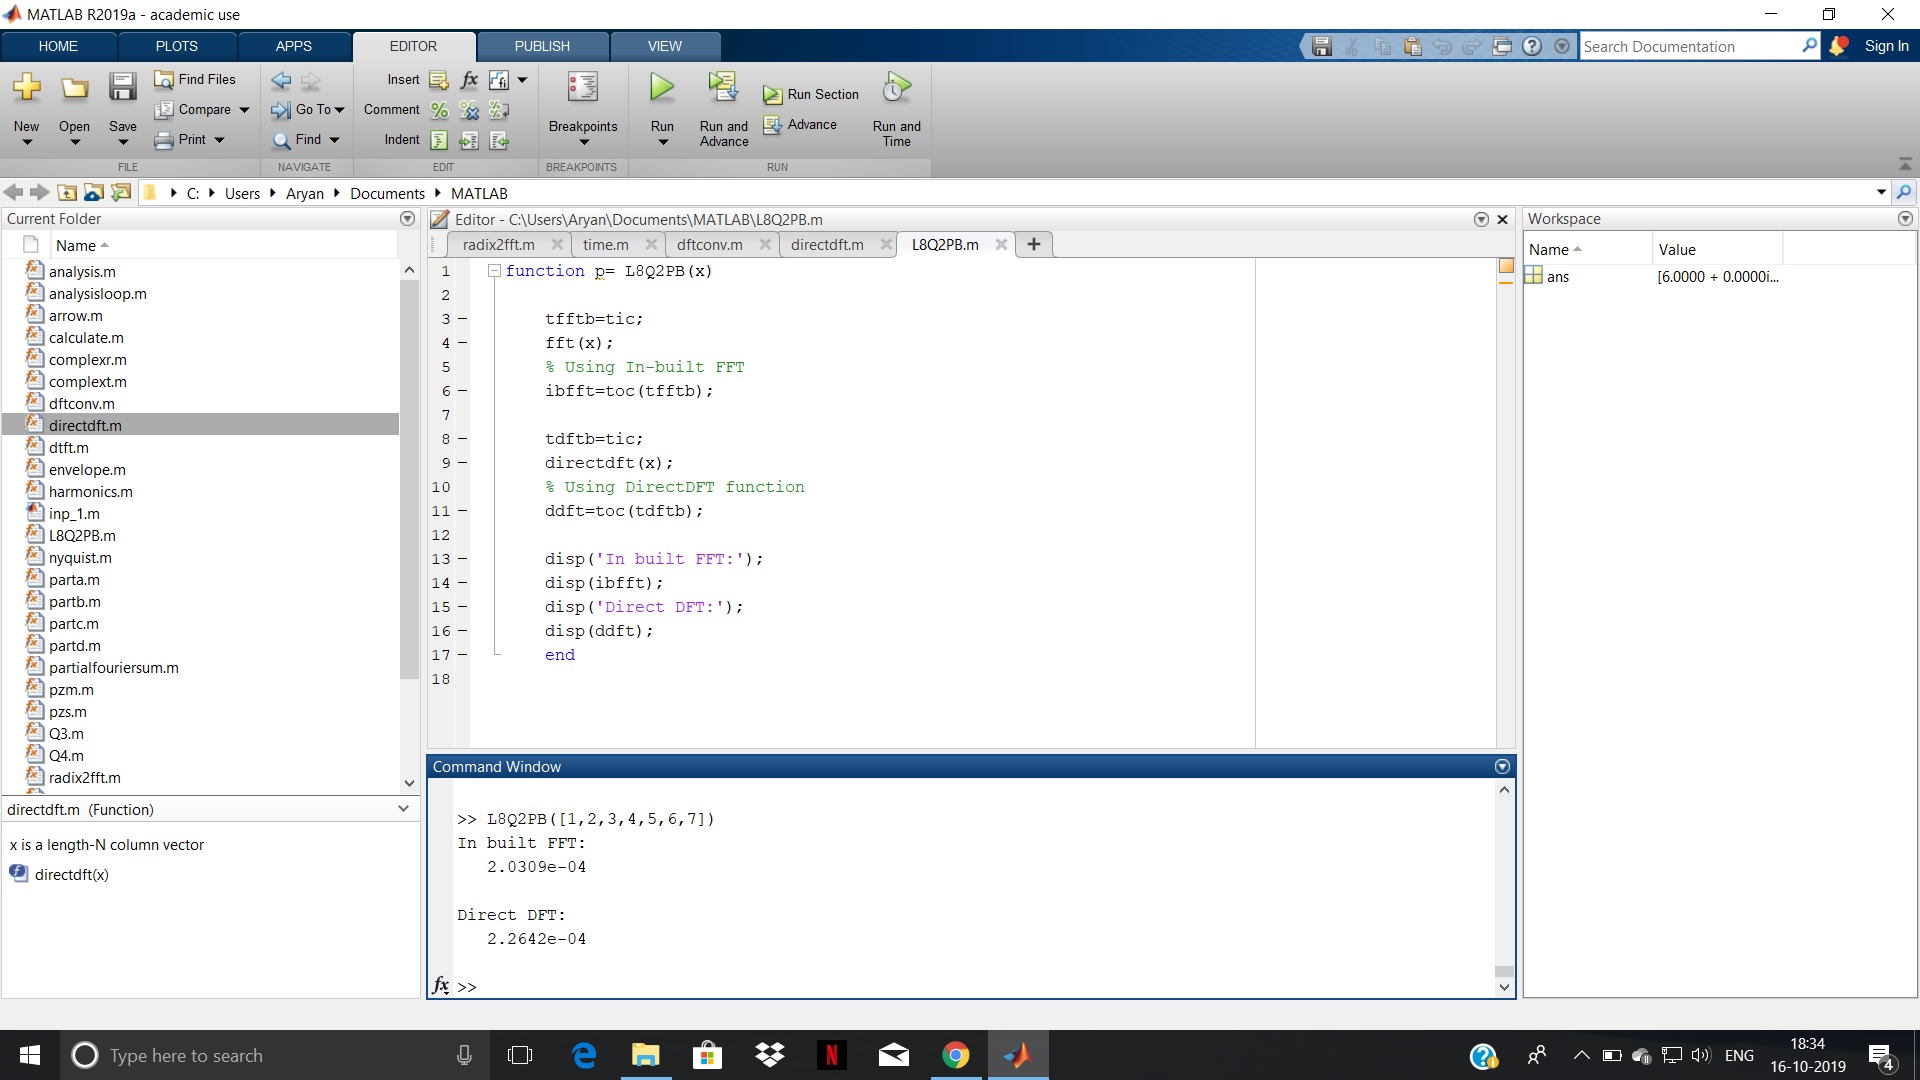 MATLAB R2019a - academic use
HOME PLOTS APPS EDITOR PUBLISH VIEW
Search Documentation
Sign In
New
Open
Save
Find Files
Compare
Print
FILE
Go To
Find
NAVIGATE
Insert fx
Comment
Indent
EDIT
Breakpoints
BREAKPOINTS
Run
Run and Advance
Run Section
Advance
Run and Time
RUN
C: Users Aryan Documents MATLAB
Current Folder
Name
analysis.m
analysisloop.m
arrow.m
calculate.m
complexr.m
complext.m
dftconv.m
directdft.m
dtft.m
envelope.m
harmonics.m
inp_1.m
L8Q2PB.m
nyquist.m
parta.m
partb.m
partc.m
partd.m
partialfouriersum.m
pzm.m
pzs.m
Q3.m
Q4.m
radix2fft.m
directdft.m (Function)
x is a length-N column vector
directdft(x)
Editor - C:\Users\Aryan\Documents\MATLAB\L8Q2PB.m
radix2fft.m time.m dftconv.m directdft.m L8Q2PB.m
1 function p= L8Q2PB(x)
2
3 tfftb=tic;
4 fft(x);
5 % Using In-built FFT
6 ibfft=toc(tfftb);
7
8 tdftb=tic;
9 directdft(x);
10 % Using DirectDFT function
11 ddft=toc(tdftb);
12
13 disp('In built FFT:');
14 disp(ibfft);
15 disp('Direct DFT:');
16 disp(ddft);
17 end
18
Command Window
>> L8Q2PB([1,2,3,4,5,6,7])
In built FFT:
2.0309e-04
Direct DFT:
2.2642e-04
fx >>
Workspace
Name Value
ans [6.0000 + 0.0000i...
Type here to search
ENG
18:34
16-10-2019
4